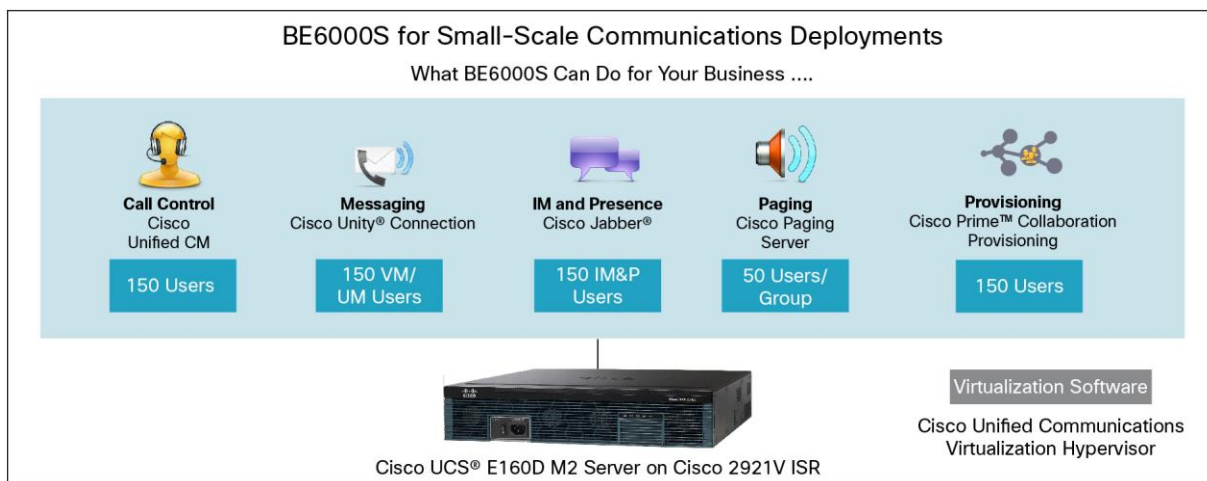 BE6000S for Small-Scale Communications Deployments
What BE6000S Can Do for Your Business ....
Call Control
Cisco
Unified CM
150 Users
Messaging
Cisco Unity® Connection
150 VM/
UM Users
IM and Presence
Cisco Jabber®
150 IM&P
Users
Paging
Cisco Paging
Server
50 Users/
Group
Provisioning
Cisco Prime™ Collaboration
Provisioning
150 Users
Cisco UCS® E160D M2 Server on Cisco 2921V ISR
Virtualization Software
Cisco Unified Communications
Virtualization Hypervisor